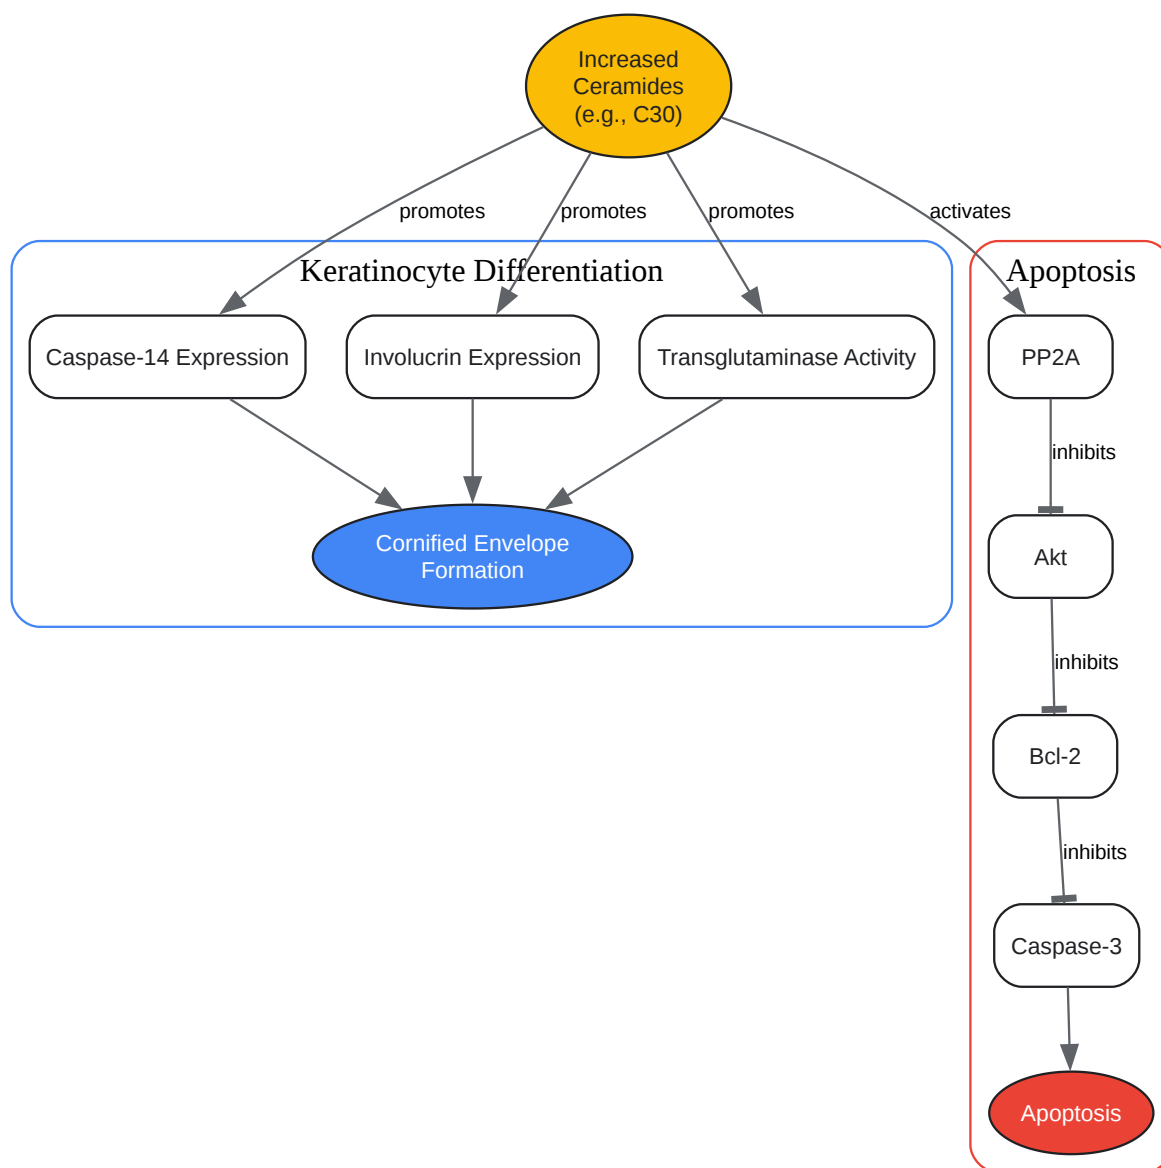 Increased
Ceramides
(e.g., C30)
promotes
promotes
promotes
activates
Keratinocyte Differentiation
Apoptosis
Caspase-14 Expression
Involucrin Expression
Transglutaminase Activity
PP2A
inhibits
Cornified Envelope
Formation
Akt
inhibits
Bcl-2
inhibits
Caspase-3
Apoptosis